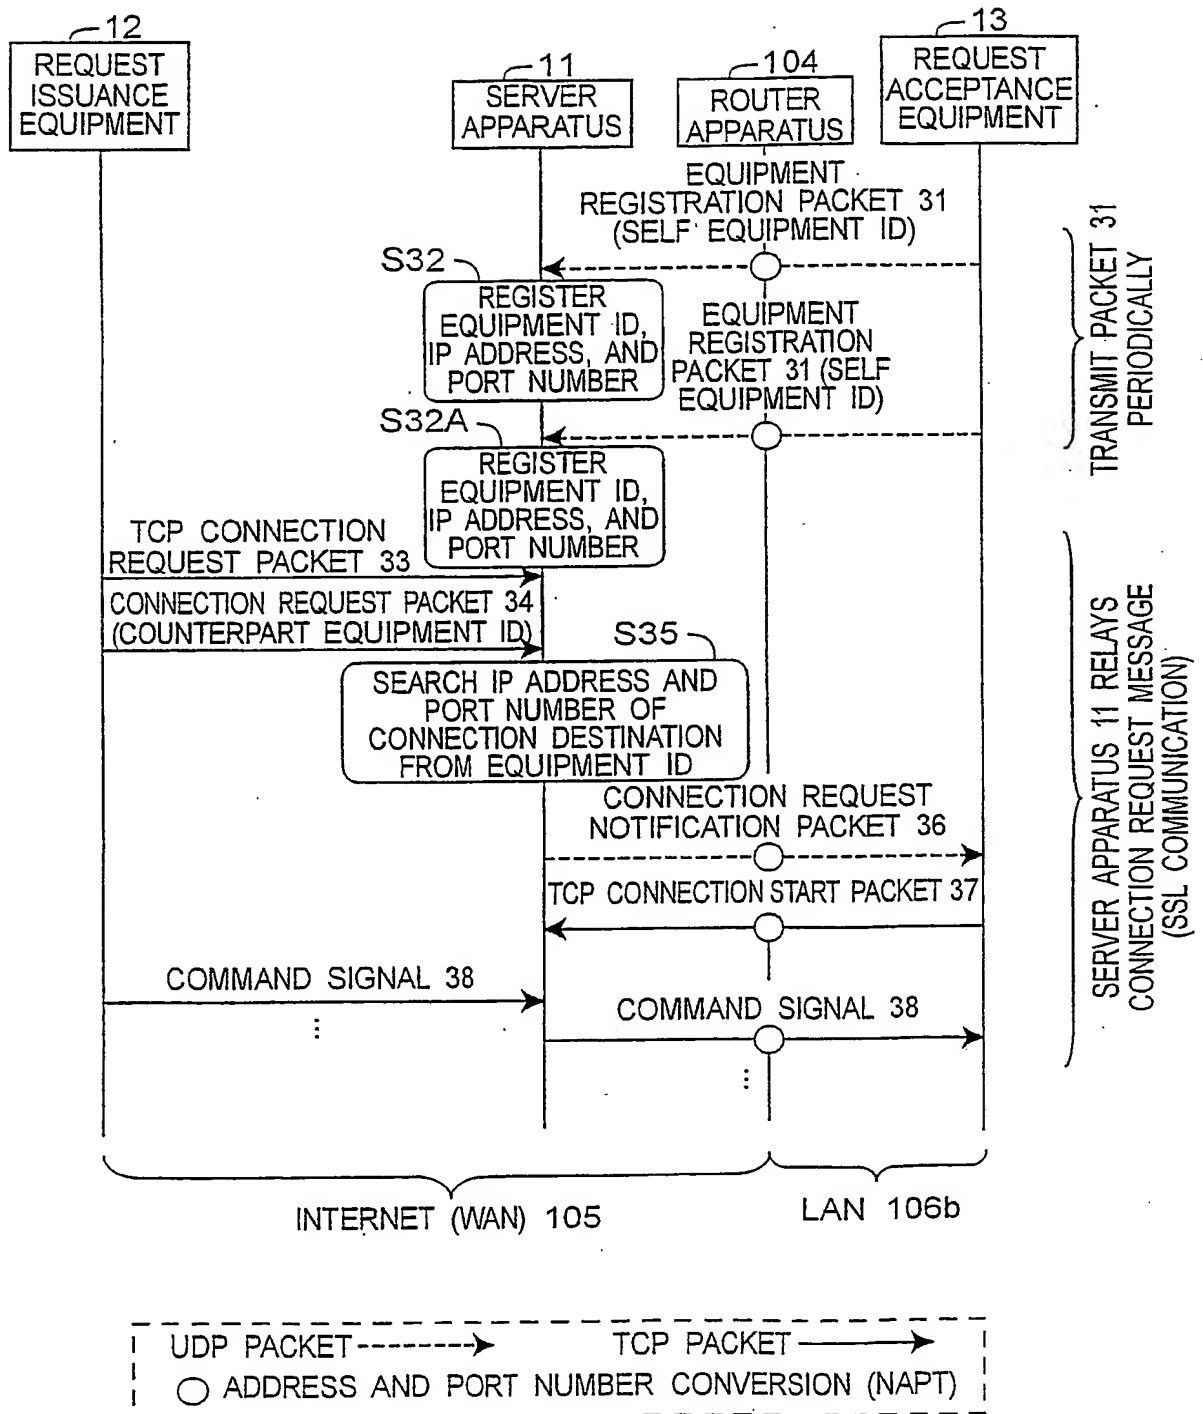 12
REQUEST
ISSUANCE
EQUIPMENT
11
SERVER
APPARATUS
104
ROUTER
APPARATUS
13
REQUEST
ACCEPTANCE
EQUIPMENT
EQUIPMENT
REGISTRATION PACKET 31
(SELF EQUIPMENT ID)
S32
REGISTER
EQUIPMENT ID,
IP ADDRESS, AND
PORT NUMBER
EQUIPMENT
REGISTRATION
PACKET 31 (SELF
EQUIPMENT ID)
TRANSMIT PACKET 31
PERIODICALLY
S32A
REGISTER
EQUIPMENT ID,
IP ADDRESS, AND
PORT NUMBER
TCP CONNECTION
REQUEST PACKET 33
CONNECTION REQUEST PACKET 34
(COUNTERPART EQUIPMENT ID)
S35
SEARCH IP ADDRESS AND
PORT NUMBER OF
CONNECTION DESTINATION
FROM EQUIPMENT ID
CONNECTION REQUEST
NOTIFICATION PACKET 36
TCP CONNECTION START PACKET 37
COMMAND SIGNAL 38
COMMAND SIGNAL 38
SERVER APPARATUS 11 RELAYS
CONNECTION REQUEST MESSAGE
(SSL COMMUNICATION)
INTERNET (WAN) 105
LAN 106b
UDP PACKET
TCP PACKET
ADDRESS AND PORT NUMBER CONVERSION (NAPT)